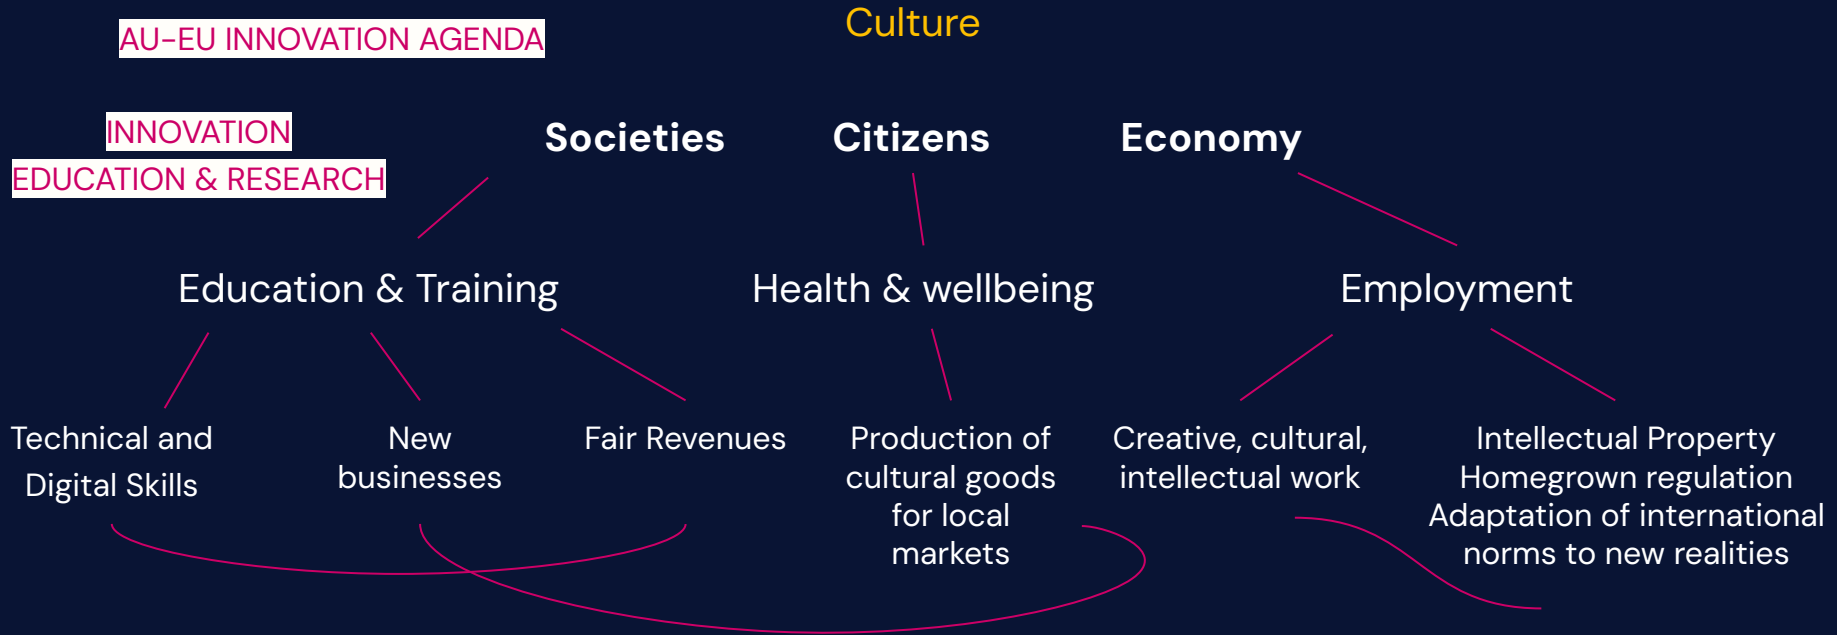 Culture
AU-EU INNOVATION AGENDA
INNOVATION
EDUCATION & RESEARCH
Societies
Citizens
Economy
Education & Training
Health & wellbeing
Employment
Technical and
Digital Skills
New
businesses
Fair Revenues
Production of
cultural goods
for local
markets
Creative, cultural,
intellectual work
Intellectual Property
Homegrown regulation
Adaptation of international
norms to new realities